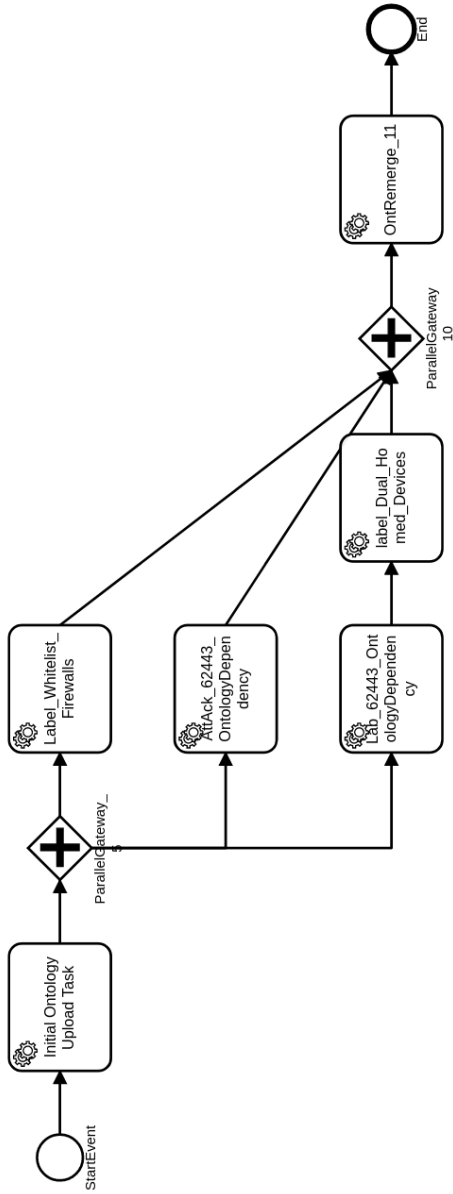 StartEvent
Initial Ontology
Upload Task
ParallelGateway_
5
Label_Whitelist_
Firewalls
AttAck_62443_
OntologyDepen
dency
Lab_62443_Ont
ologyDependen
cy
label_Dual_Ho
med_Devices
ParallelGateway
10
OntRemerge_11
End